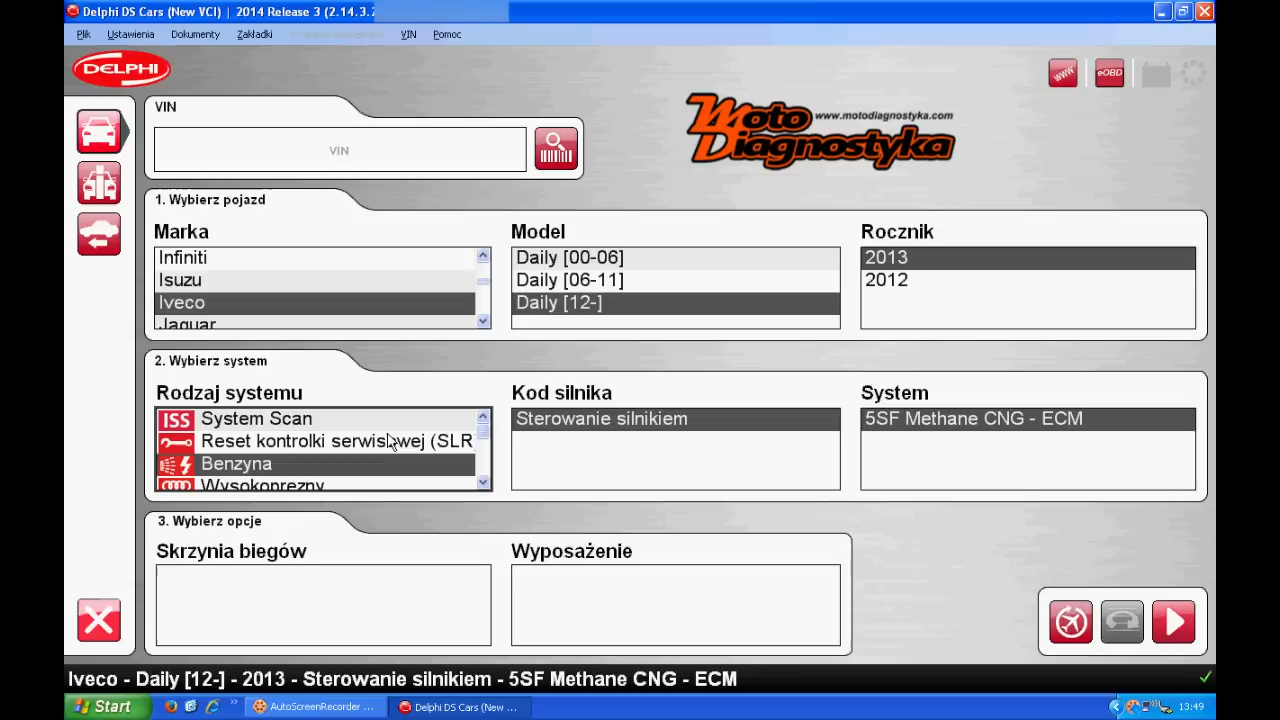 Delphi DS Cars (New VCI) | 2014 Release 3 (2.14.3.
Plik Ustawienia Dokumenty Zakładki VIN Pomoc
DELPHI
www
eOBD
VIN
VIN
Moto www.motodiagnostyka.com
Diagnostyka
1. Wybierz pojazd
Marka Model Rocznik
Infiniti Daily [00-06] 2013
Isuzu Daily [06-11] 2012
Iveco Daily [12-]
Jaguar
2. Wybierz system
Rodzaj systemu Kod silnika System
ISS System Scan Sterowanie silnikiem 5SF Methane CNG - ECM
Reset kontrolki serwisowej (SLR
Benzyna
Wysokoprężny
3. Wybierz opcje
Skrzynia biegów Wyposażenie
Iveco - Daily [12-] - 2013 - Sterowanie silnikiem - 5SF Methane CNG - ECM
Start AutoScreenRecorder ... Delphi DS Cars (New ... 13:49